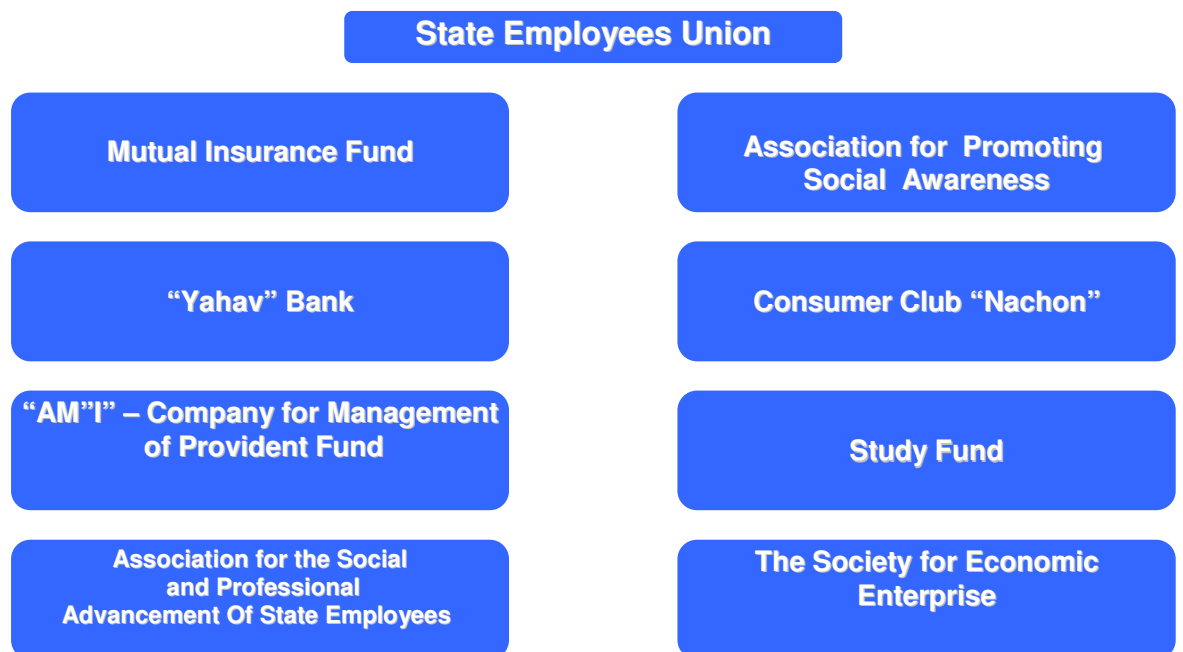 State Employees Union
Mutual Insurance Fund
Association for Promoting
Social Awareness
“Yahav” Bank
Consumer Club “Nachon”
“AM”I” – Company for Management
of Provident Fund
Study Fund
Association for the Social
and Professional
Advancement Of State Employees
The Society for Economic
Enterprise